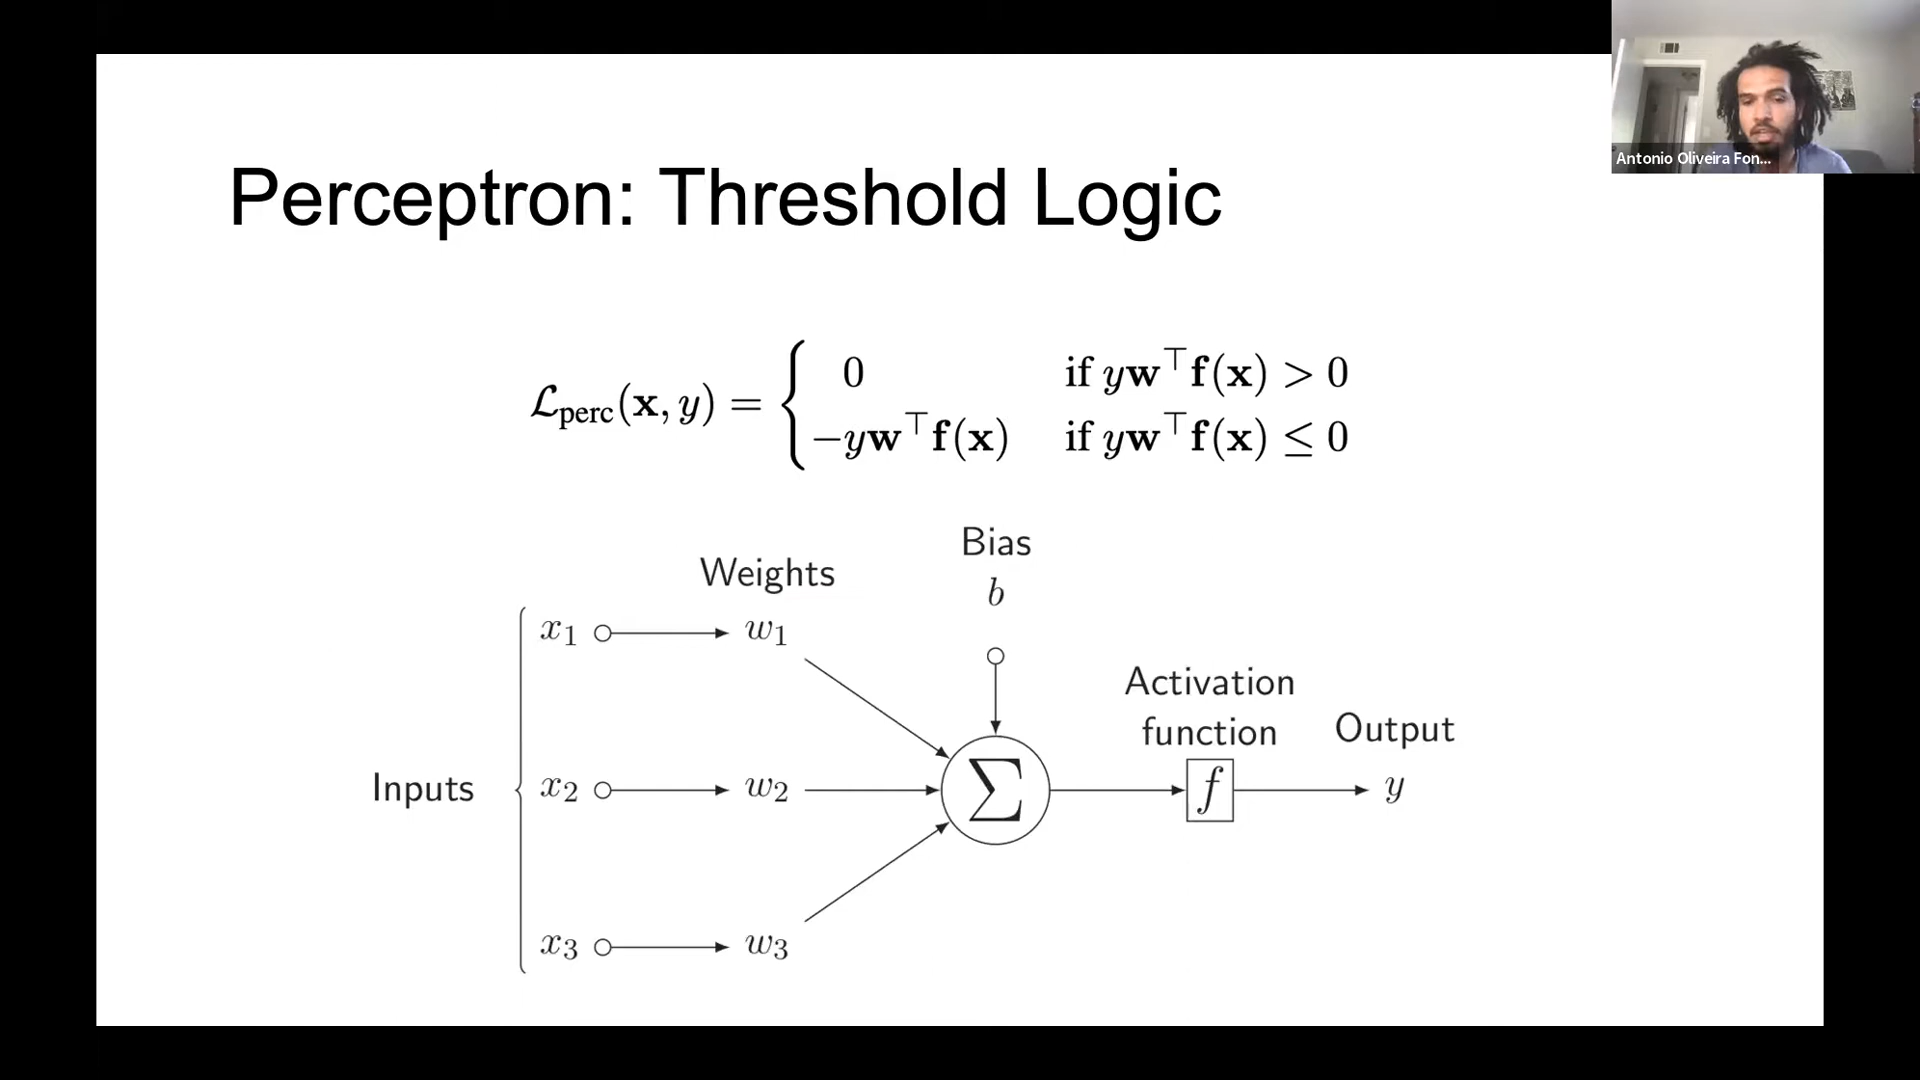 Antonio Oliveira Fon...
Perceptron: Threshold Logic
ℒperc(x, y) = { 0 if yw⊤f(x) > 0
−yw⊤f(x) if yw⊤f(x) ≤ 0
Bias
b
Weights
x1 w1
Activation
function
Output
Inputs x2 w2 Σ f y
x3 w3